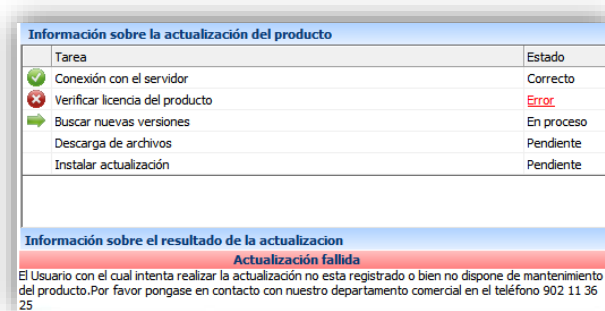 Información sobre la actualización del producto
Tarea Estado
Conexión con el servidor Correcto
Verificar licencia del producto Error
Buscar nuevas versiones En proceso
Descarga de archivos Pendiente
Instalar actualización Pendiente
Información sobre el resultado de la actualizacion
Actualización fallida
El Usuario con el cual intenta realizar la actualización no esta registrado o bien no dispone de mantenimiento
del producto.Por favor pongase en contacto con nuestro departamento comercial en el teléfono 902 11 36
25